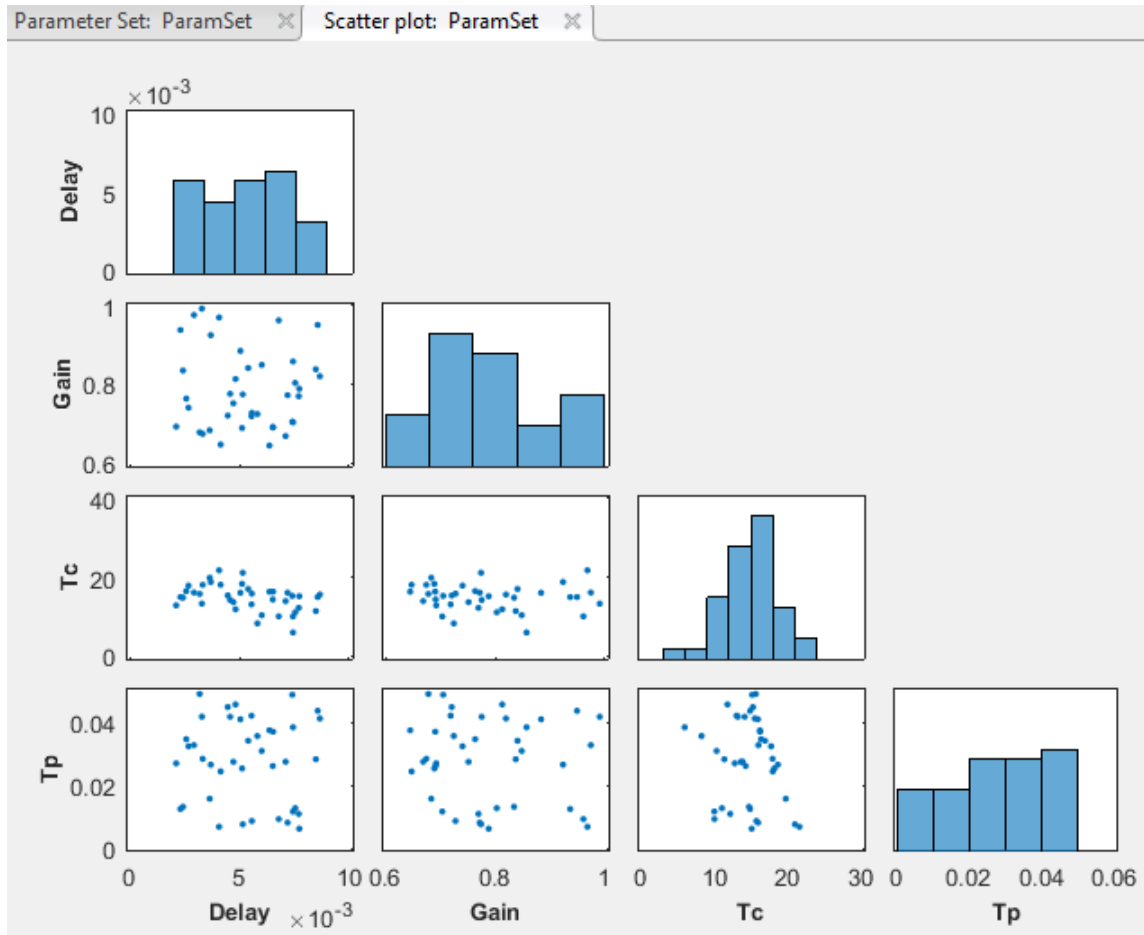 Parameter Set: ParamSet × Scatter plot: ParamSet ×
×10-3
10
5
0
Delay
1
0.8
0.6
Gain
40
20
0
Tc
0.04
0.02
0
Tp
0 5 10 0.6 0.8 1 0 10 20 30 0 0.02 0.04 0.06
Delay ×10-3 Gain Tc Tp